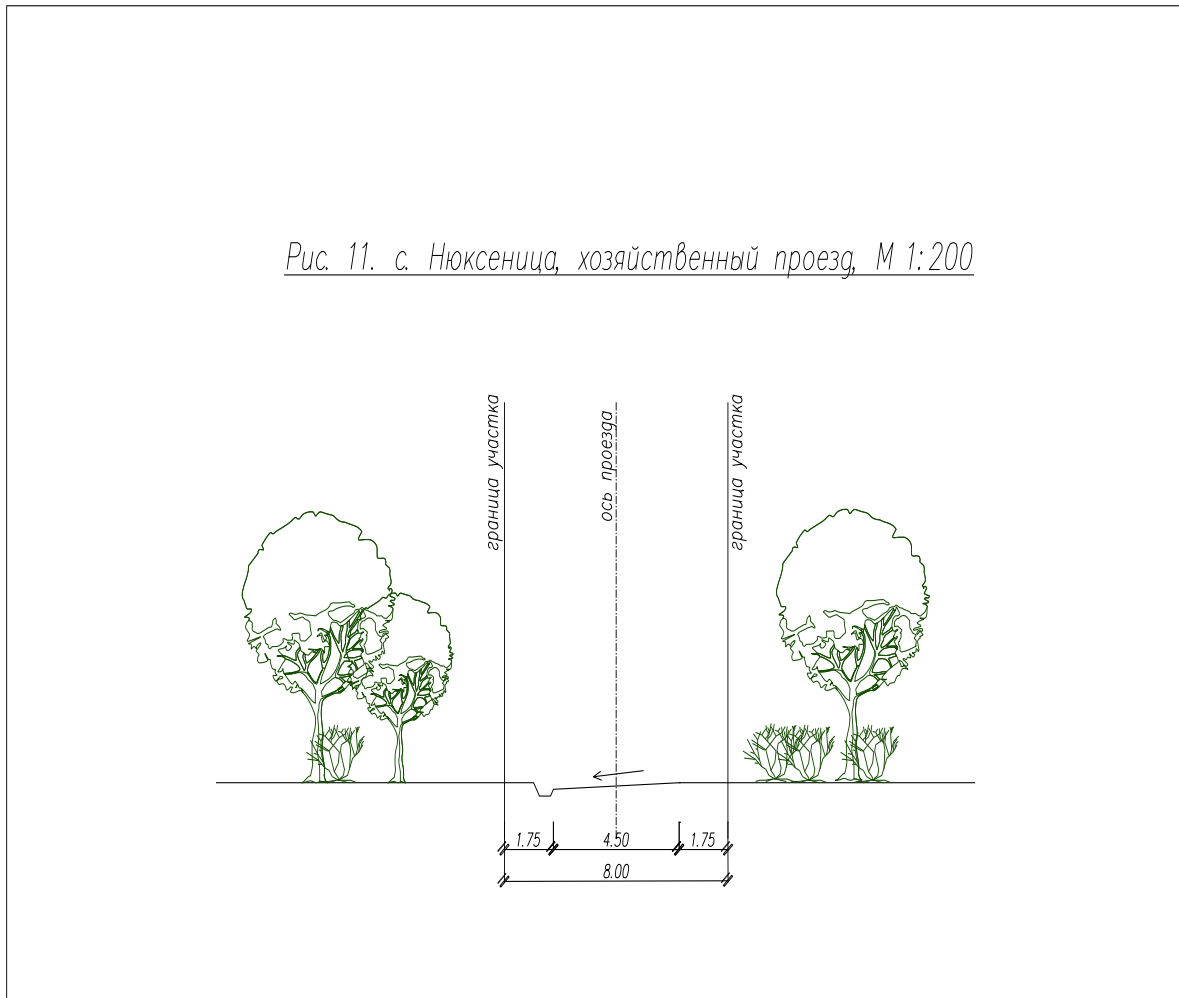 Рис. 11. с. Нюксеница, хозяйственный проезд, М 1:200
граница участка
ось проезда
граница участка
1.75
4.50
1.75
8.00